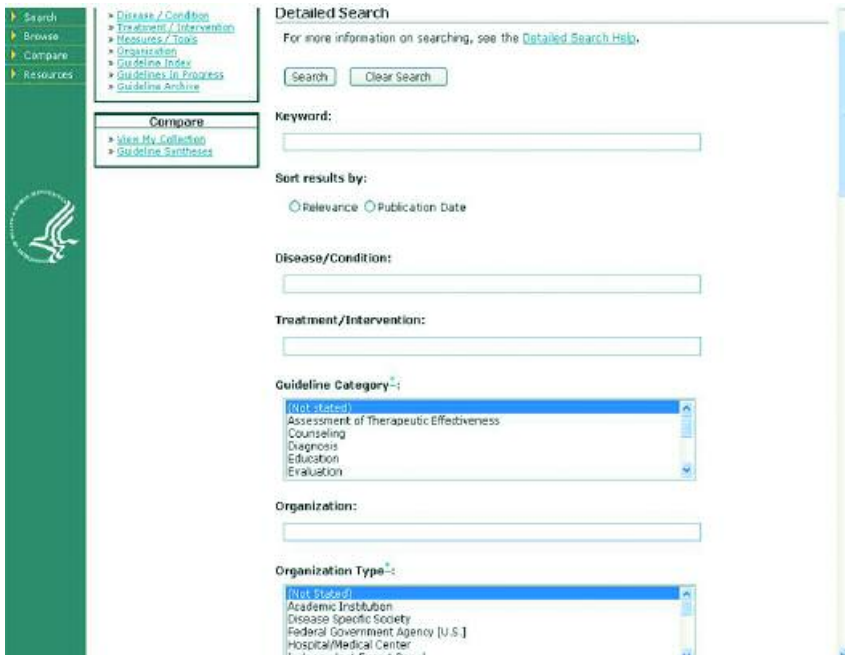 Search
Browse
Compare
Resources
» Disease / Condition
» Treatment / Intervention
» Measures / Tools
» Organization
» Guideline Index
» Guidelines In Progress
» Guideline Archive
Compare
» View My Collection
» Guideline Syntheses
Detailed Search
For more information on searching, see the Detailed Search Help.
Search Clear Search
Keyword:
Sort results by:
Relevance Publication Date
Disease/Condition:
Treatment/Intervention:
Guideline Category*:
(Not stated)
Assessment of Therapeutic Effectiveness
Counseling
Diagnosis
Education
Evaluation
Organization:
Organization Type*:
(Not Stated)
Academic Institution
Disease Specific Society
Federal Government Agency [U.S.]
Hospital/Medical Center